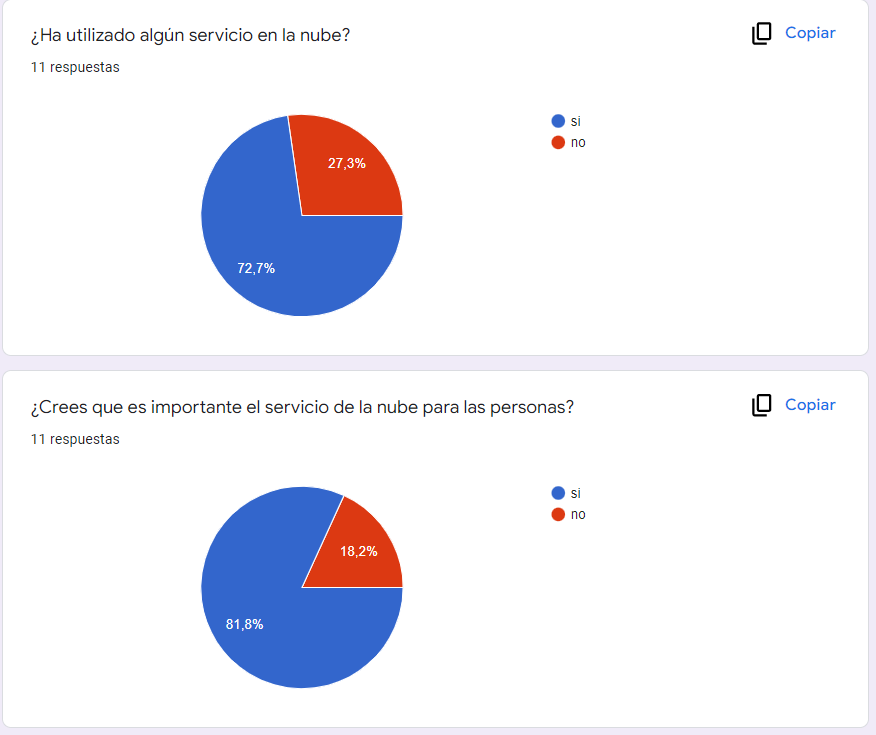 ¿Ha utilizado algún servicio en la nube?
Copiar
11 respuestas
si
no
27,3%
72,7%
¿Crees que es importante el servicio de la nube para las personas?
Copiar
11 respuestas
si
no
18,2%
81,8%